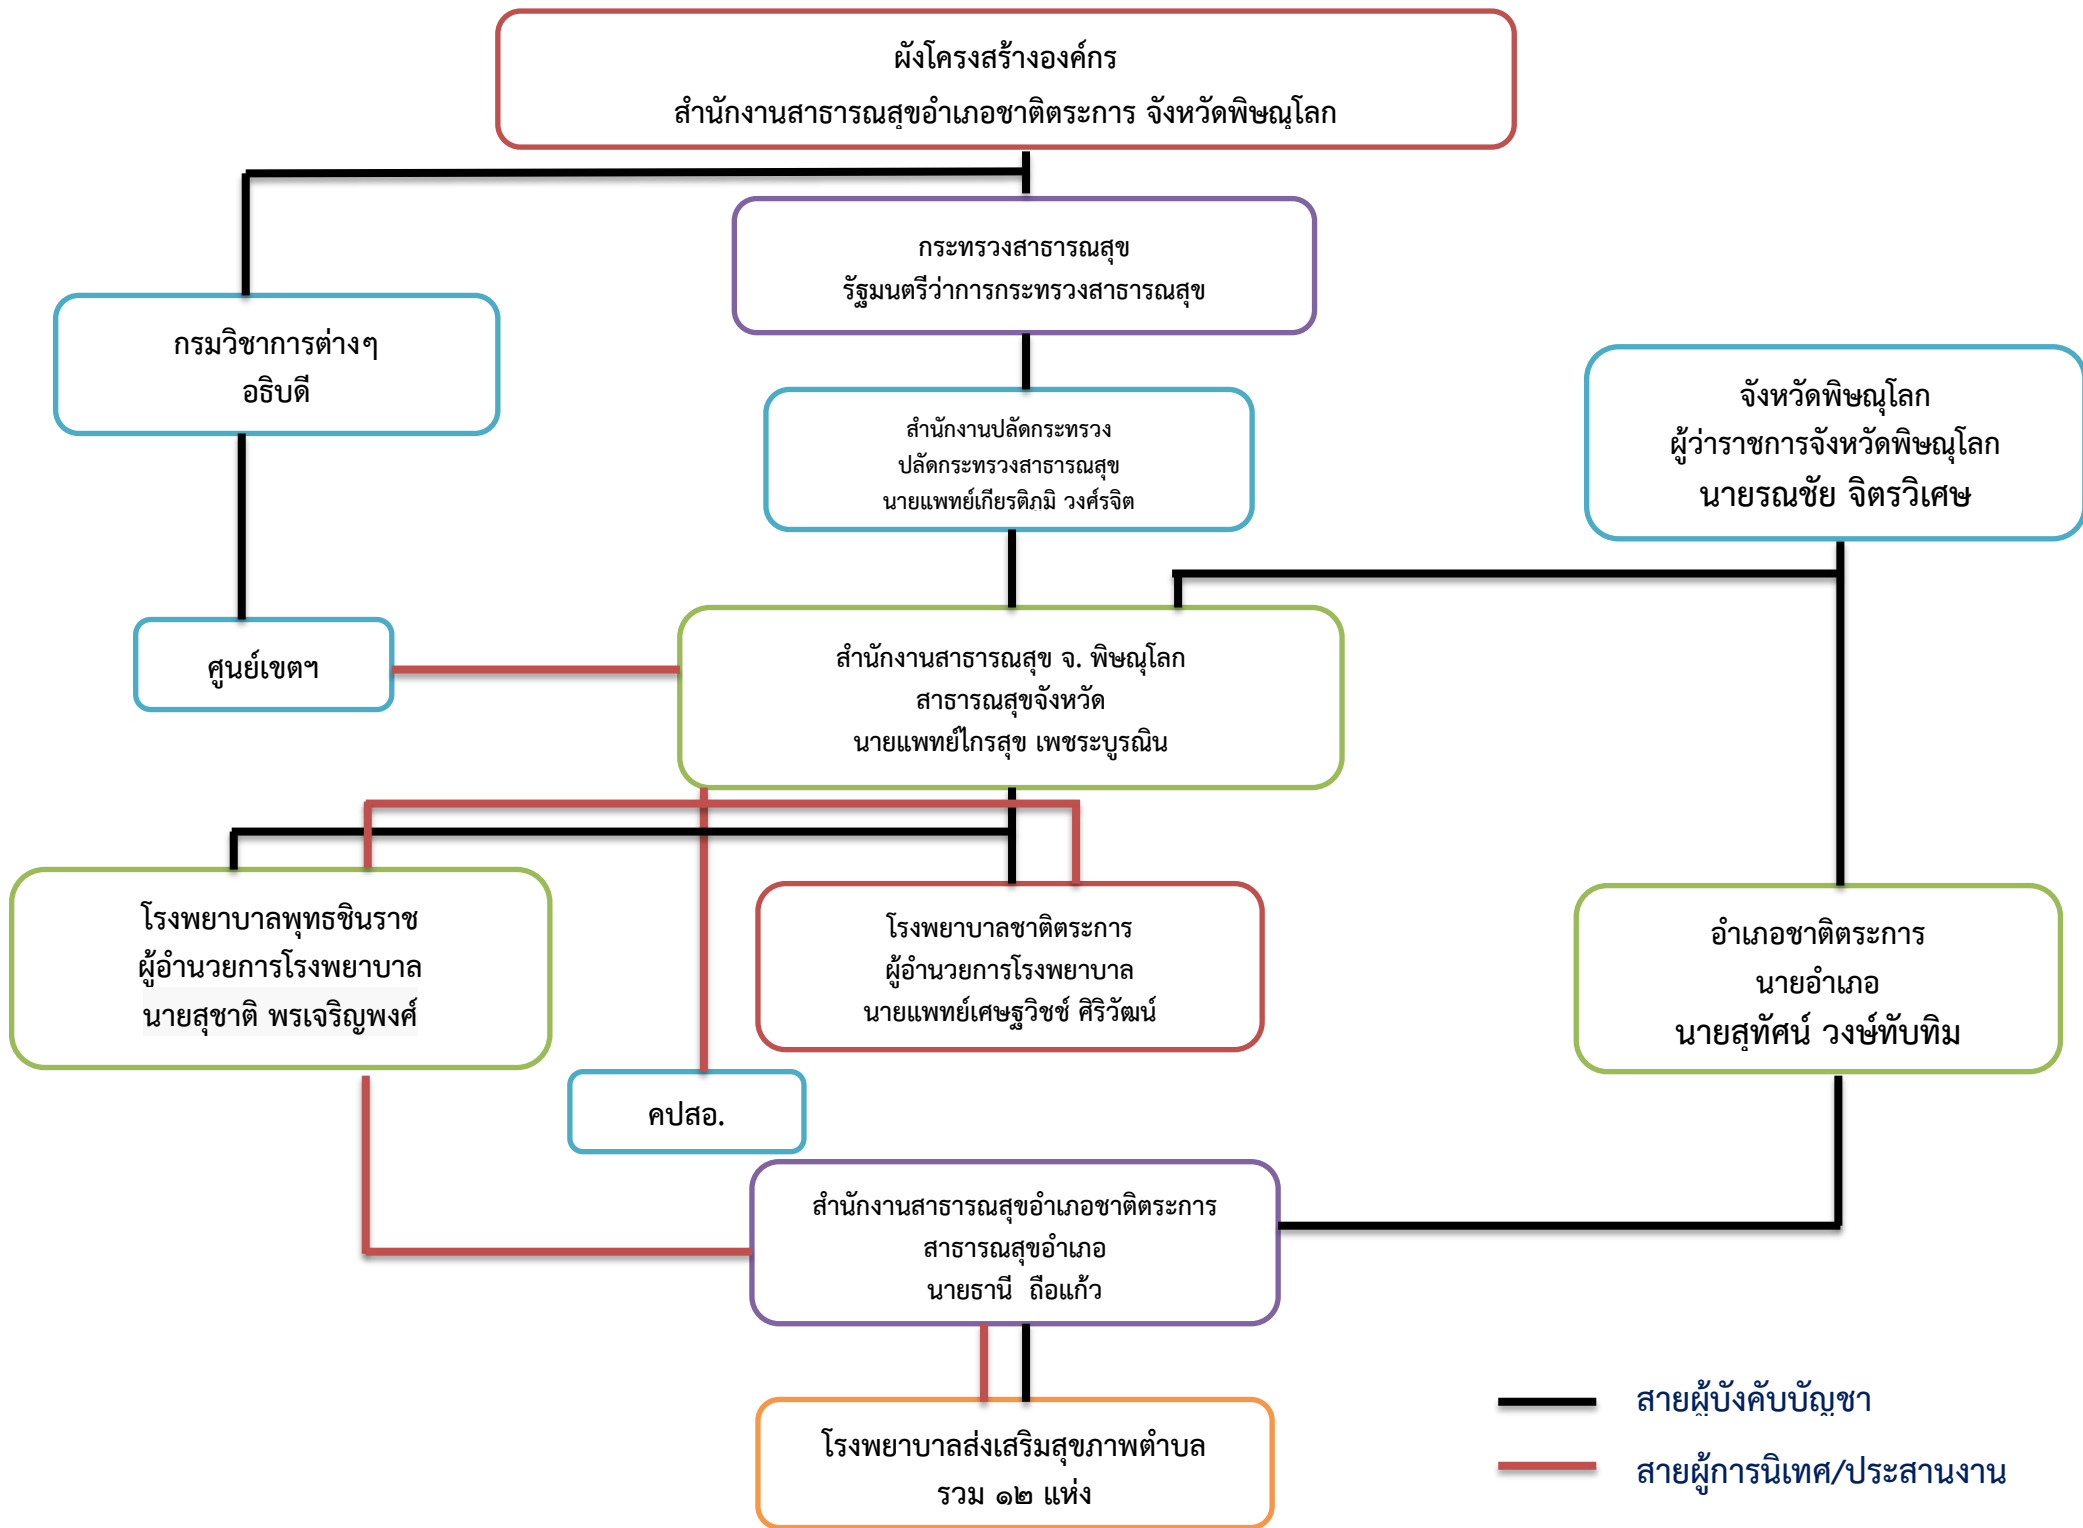 ผังโครงสร้างองค์กร
สำนักงานสาธารณสุขอำเภอชาติตระการ จังหวัดพิษณุโลก
กระทรวงสาธารณสุข
รัฐมนตรีว่าการกระทรวงสาธารณสุข
กรมวิชาการต่างๆ
อธิบดี
สำนักงานปลัดกระทรวง
ปลัดกระทรวงสาธารณสุข
นายแพทย์เกียรติภูมิ วงศ์รจิต
จังหวัดพิษณุโลก
ผู้ว่าราชการจังหวัดพิษณุโลก
นายรณชัย จิตรวิเศษ
ศูนย์เขตฯ
สำนักงานสาธารณสุข จ. พิษณุโลก
สาธารณสุขจังหวัด
นายแพทย์ไกรสุข เพชระบูรณิน
โรงพยาบาลพุทธชินราช
ผู้อำนวยการโรงพยาบาล
นายสุชาติ พรเจริญพงศ์
โรงพยาบาลชาติตระการ
ผู้อำนวยการโรงพยาบาล
นายแพทย์เศษฐวิชช์ ศิริวัฒน์
อำเภอชาติตระการ
นายอำเภอ
นายสุทัศน์ วงษ์ทับทิม
คปสอ.
สำนักงานสาธารณสุขอำเภอชาติตระการ
สาธารณสุขอำเภอ
นายธานี ถือแก้ว
โรงพยาบาลส่งเสริมสุขภาพตำบล
รวม ๑๒ แห่ง
สายผู้บังคับบัญชา
สายผู้การนิเทศ/ประสานงาน